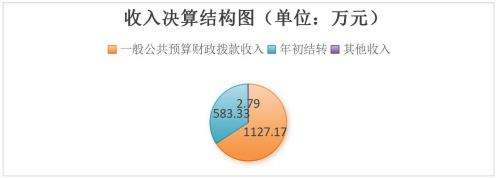 收入决算结构图（单位：万元）
一般公共预算财政拨款收入 年初结转 其他收入
2.79
583.33
1127.17